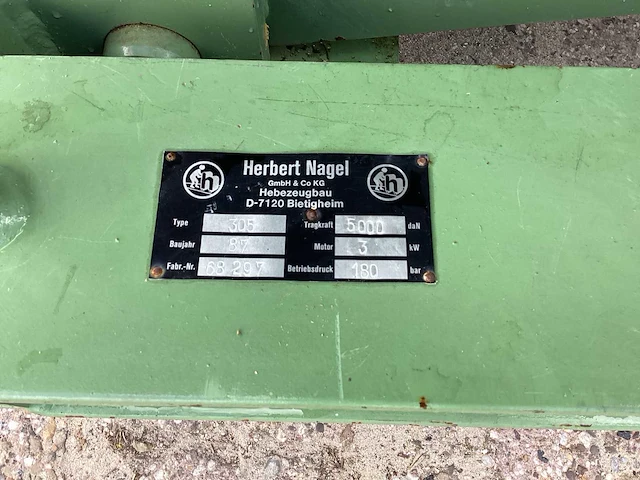 Herbert Nagel
GmbH & Co KG
Hebezeugbau
D-7120 Bietigheim
Type 305 Tragkraft 5000 daN
Baujahr 87 Motor 3 kW
Fabr.-Nr. 68 297 Betriebsdruck 180 bar